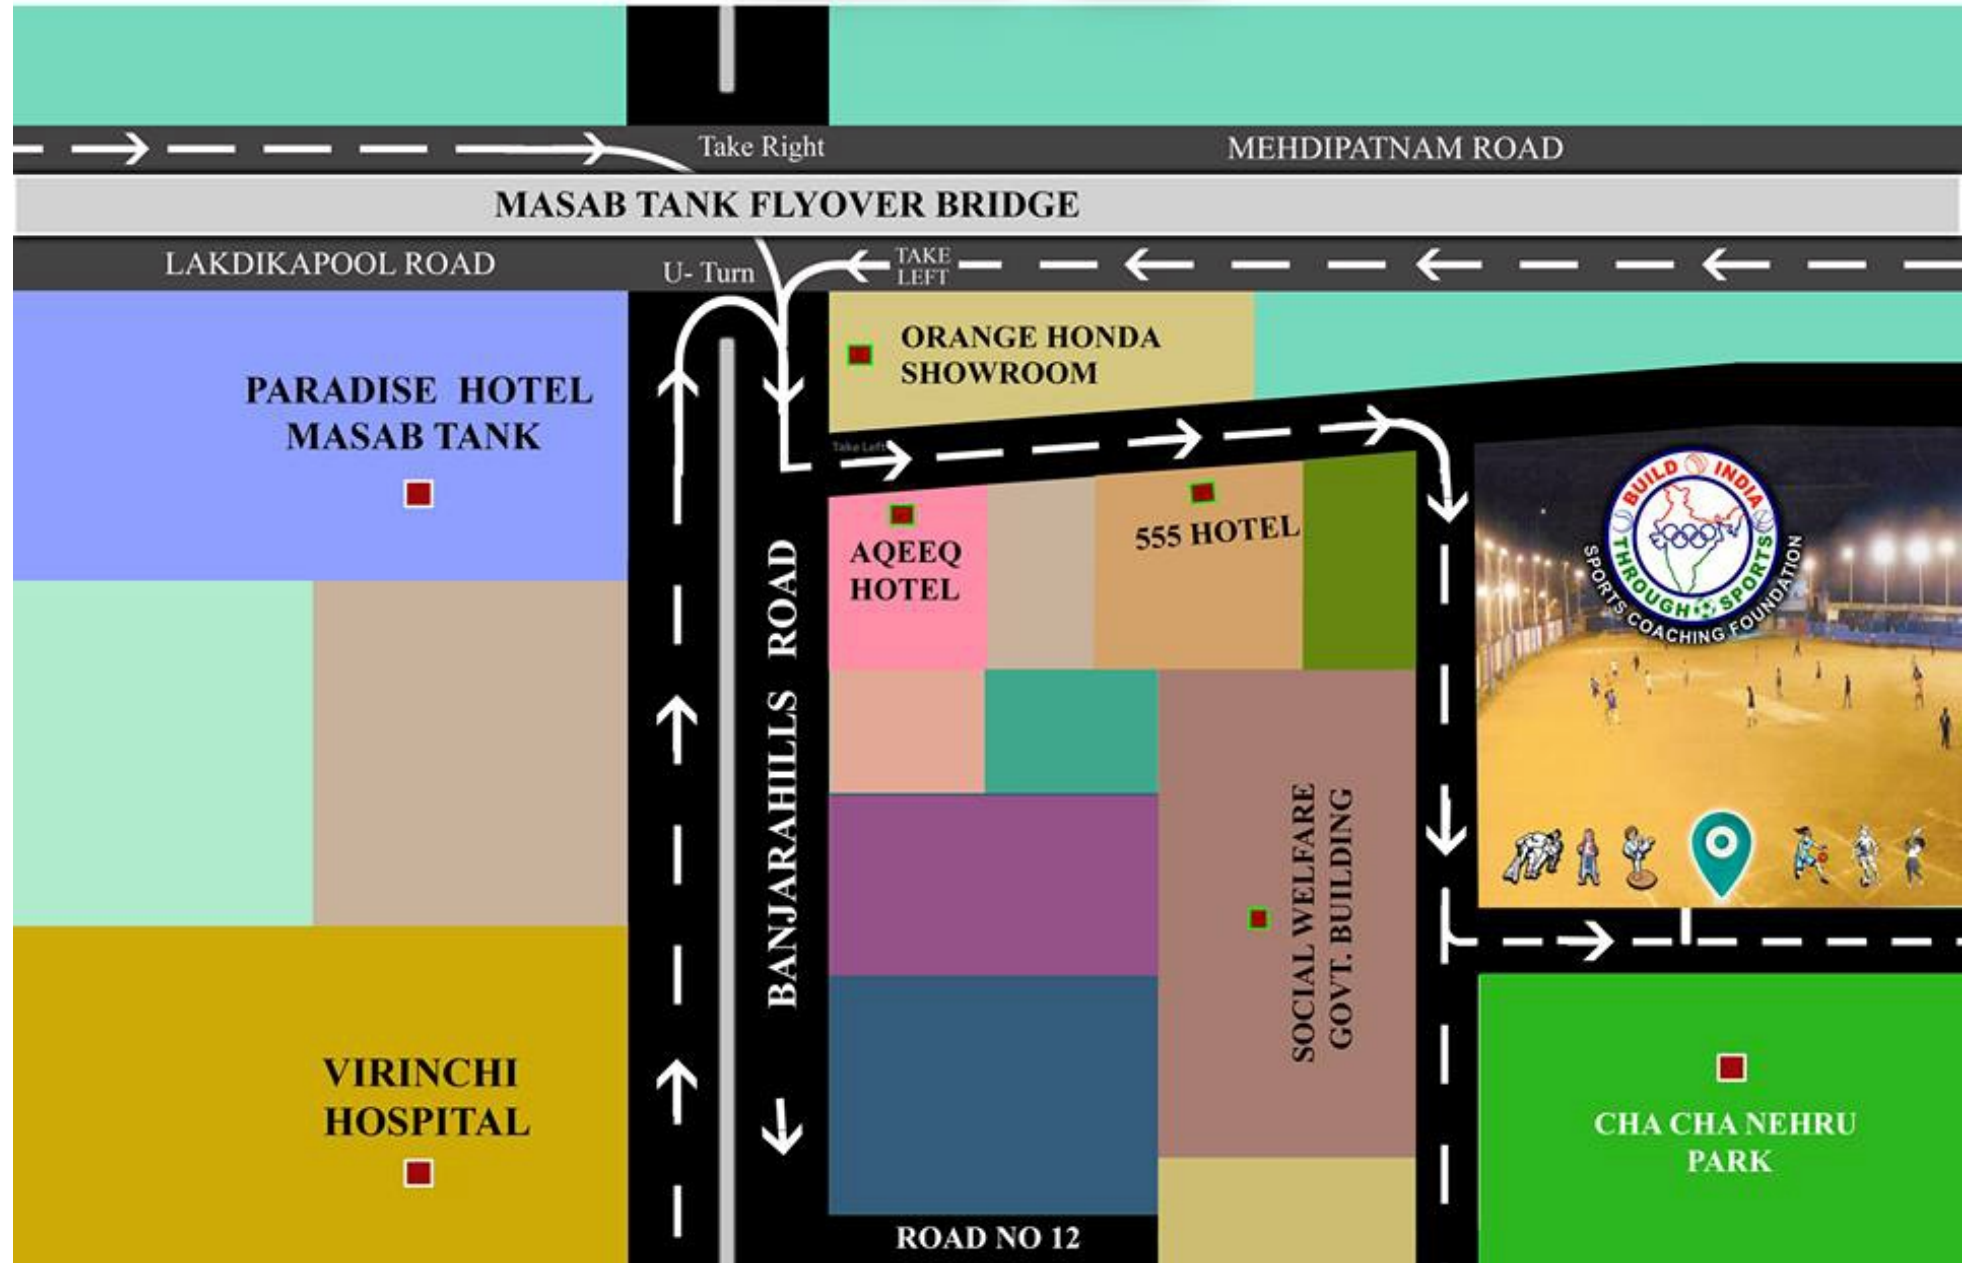 Take Right
MEHDIPATNAM ROAD
MASAB TANK FLYOVER BRIDGE
LAKDIKAPOOL ROAD
U- Turn
TAKE
LEFT
ORANGE HONDA
SHOWROOM
PARADISE HOTEL
MASAB TANK
Take Left
AQEEQ
HOTEL
555 HOTEL
BUILD INDIA
THROUGH SPORTS
SPORTS COACHING FOUNDATION
BANJARAHILLS ROAD
SOCIAL WELFARE
GOVT. BUILDING
VIRINCHI
HOSPITAL
CHA CHA NEHRU
PARK
ROAD NO 12